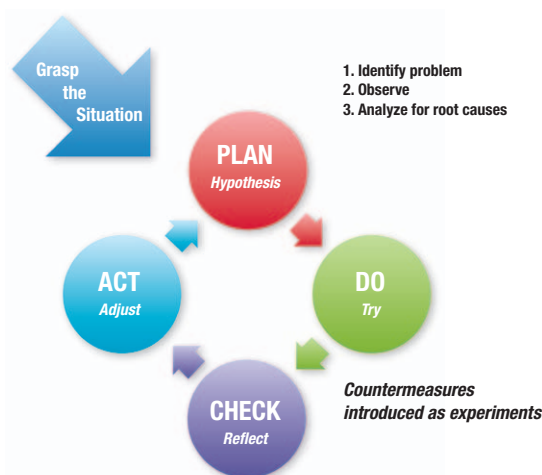 Grasp
the
Situation
1. Identify problem
2. Observe
3. Analyze for root causes
PLAN
Hypothesis
ACT
Adjust
DO
Try
CHECK
Reflect
Countermeasures
introduced as experiments